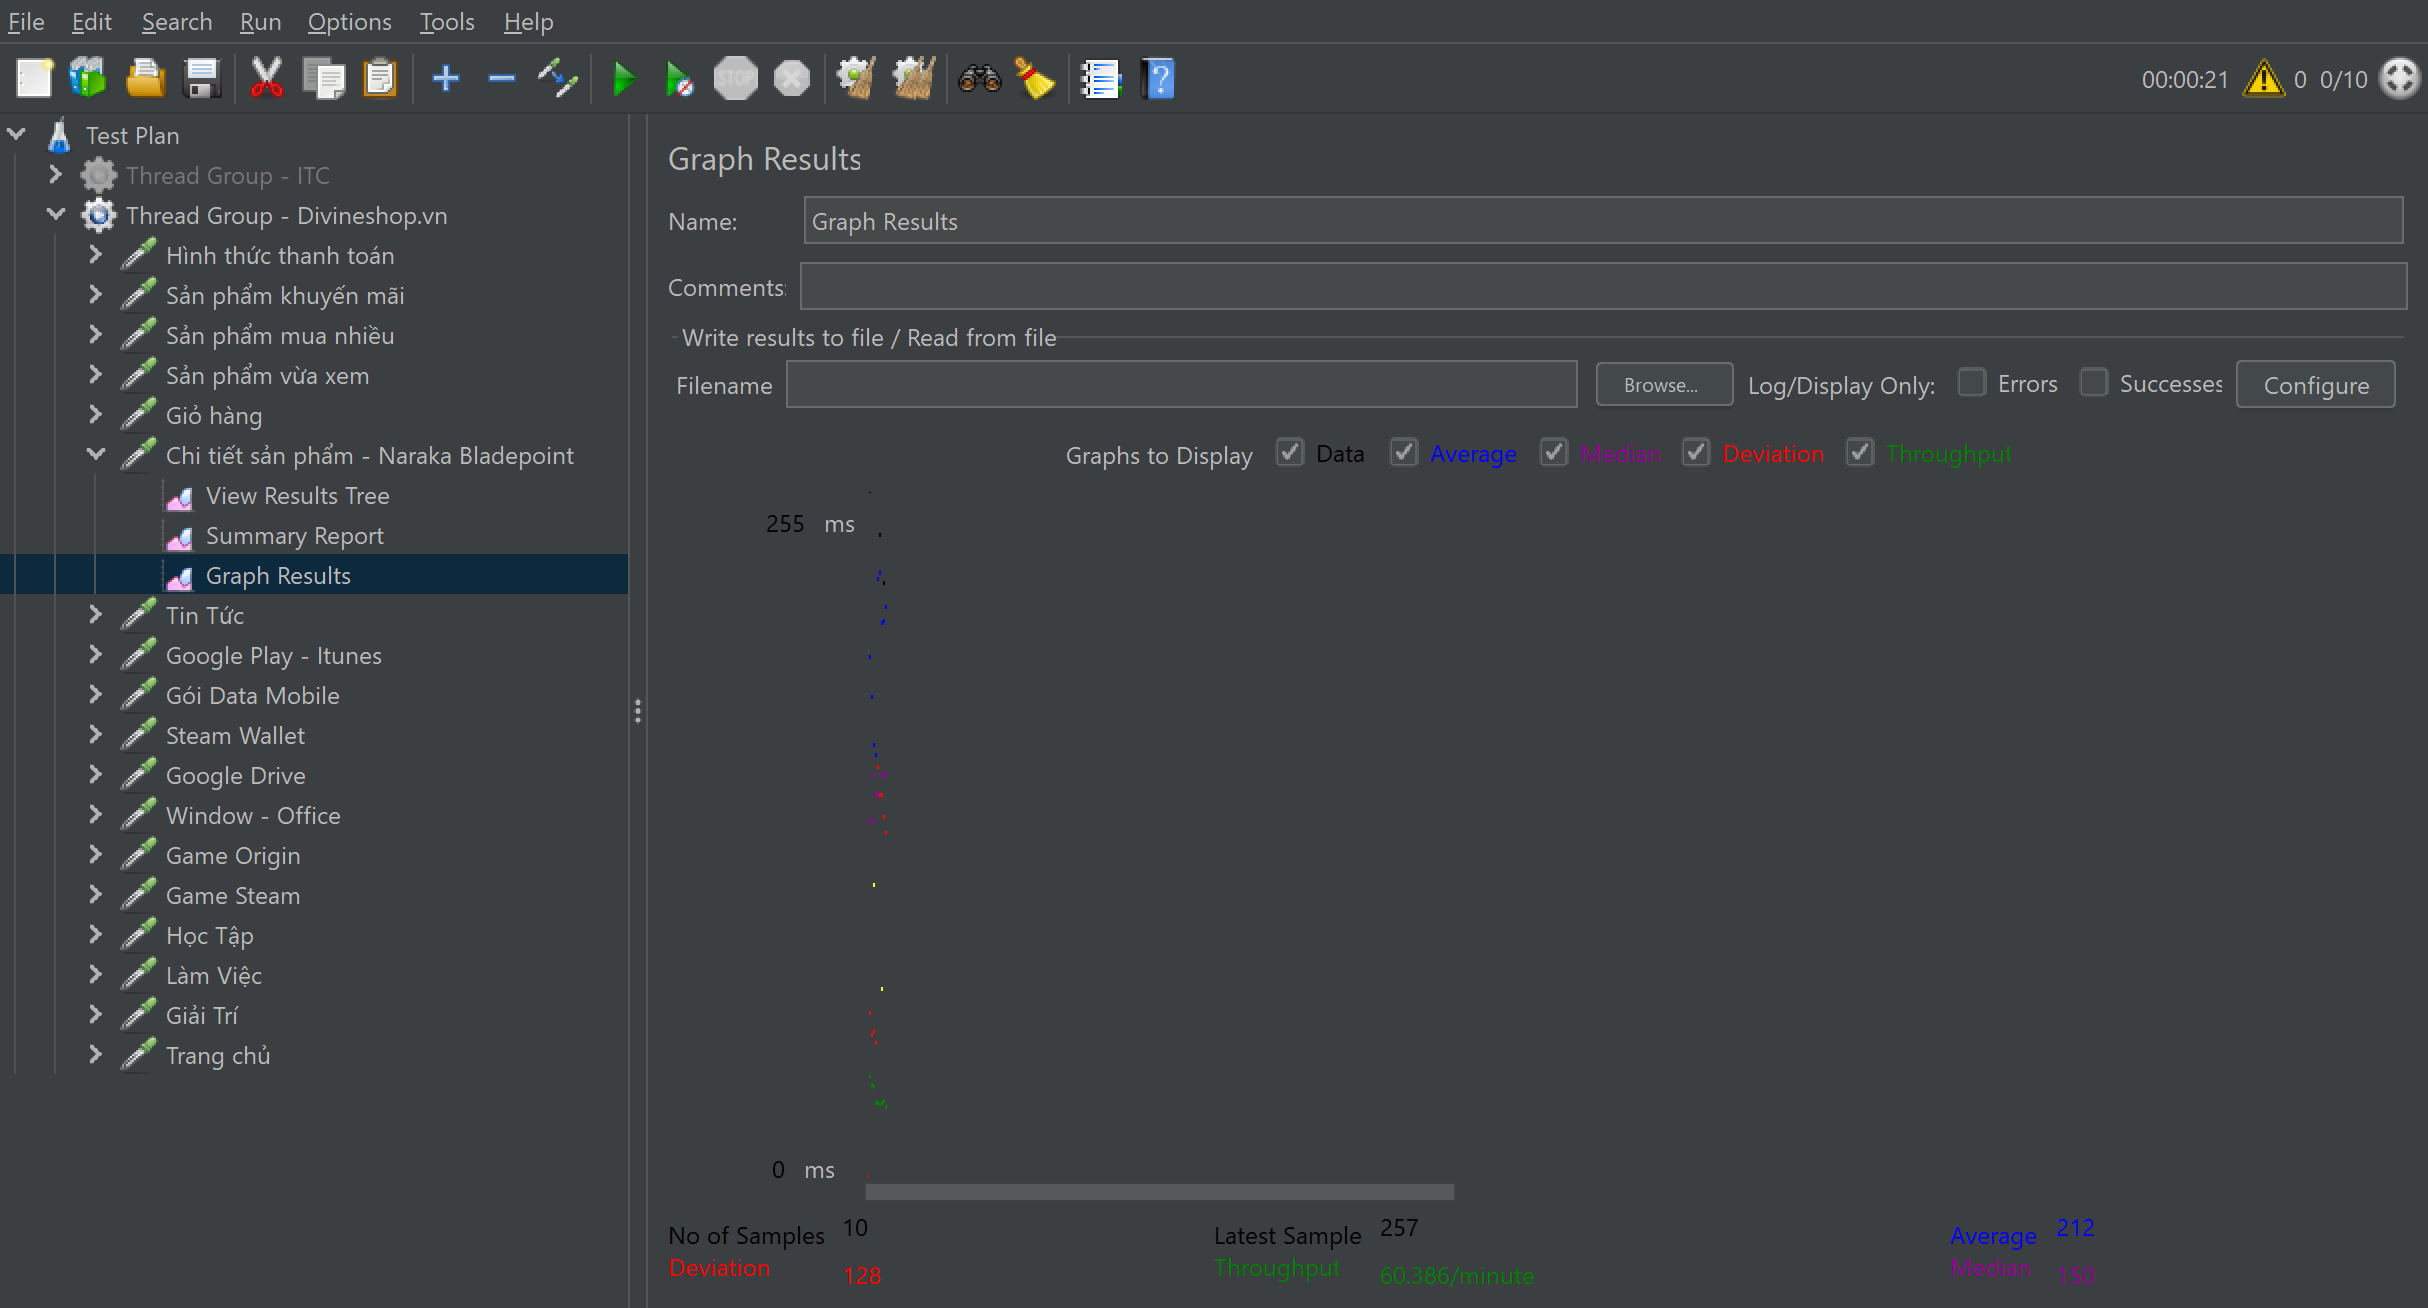 File Edit Search Run Options Tools Help
STOP
00:00:21 0 0/10
Test Plan
Thread Group - ITC
Thread Group - Divineshop.vn
Hình thức thanh toán
Sản phẩm khuyến mãi
Sản phẩm mua nhiều
Sản phẩm vừa xem
Giỏ hàng
Chi tiết sản phẩm - Naraka Bladepoint
View Results Tree
Summary Report
Graph Results
Tin Tức
Google Play - Itunes
Gói Data Mobile
Steam Wallet
Google Drive
Window - Office
Game Origin
Game Steam
Học Tập
Làm Việc
Giải Trí
Trang chủ
Graph Results
Name: Graph Results
Comments:
Write results to file / Read from file
Filename Browse... Log/Display Only: Errors Successes Configure
Graphs to Display Data Average Median Deviation Throughput
255 ms
0 ms
No of Samples 10 Latest Sample 257 Average 212
Deviation 128 Throughput 60.386/minute Median 150